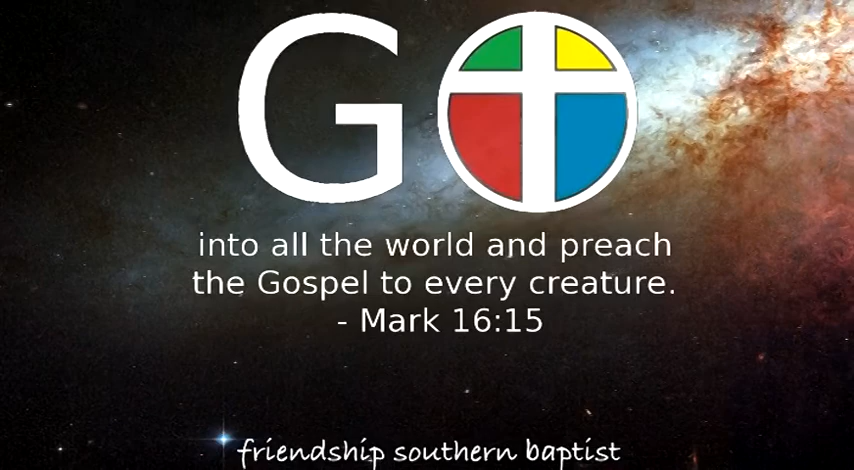 GO
into all the world and preach
the Gospel to every creature.
- Mark 16:15
friendship southern baptist